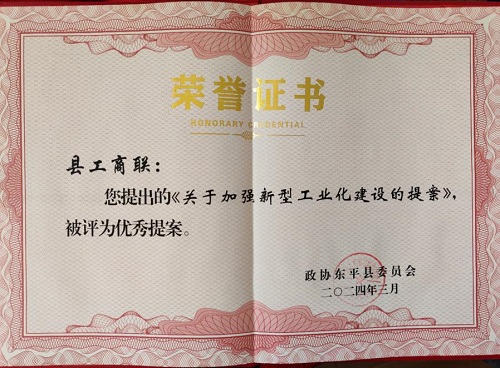 荣誉证书
HONORARY CREDENTIAL
县工商联：
您提出的《关于加强新型工业化建设的提案》，
被评为优秀提案。
政协东平县委员会
二〇二四年三月